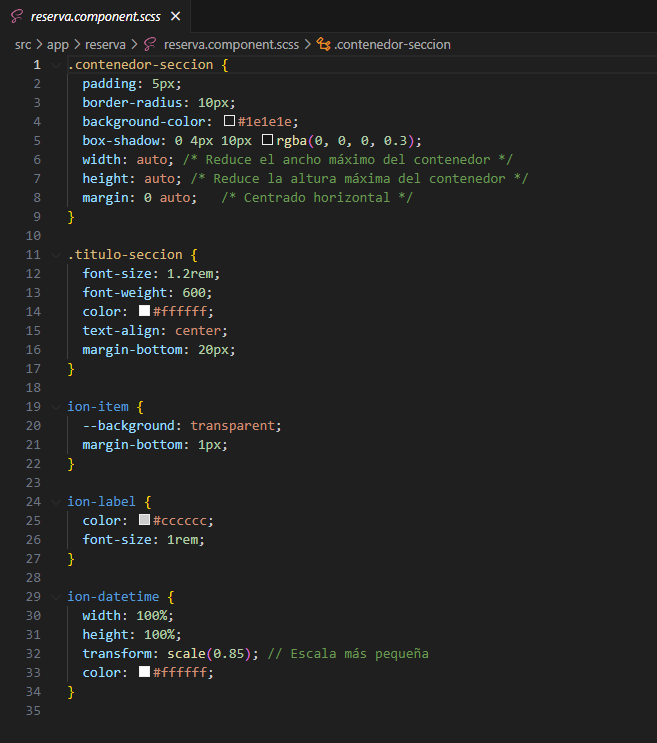 reserva.component.scss ×
src > app > reserva > reserva.component.scss > .contenedor-seccion
1 .contenedor-seccion {
2 padding: 5px;
3 border-radius: 10px;
4 background-color: #1e1e1e;
5 box-shadow: 0 4px 10px rgba(0, 0, 0, 0.3);
6 width: auto; /* Reduce el ancho máximo del contenedor */
7 height: auto; /* Reduce la altura máxima del contenedor */
8 margin: 0 auto;   /* Centrado horizontal */
9 }
10
11 .titulo-seccion {
12 font-size: 1.2rem;
13 font-weight: 600;
14 color: #ffffff;
15 text-align: center;
16 margin-bottom: 20px;
17 }
18
19 ion-item {
20 --background: transparent;
21 margin-bottom: 1px;
22 }
23
24 ion-label {
25 color: #cccccc;
26 font-size: 1rem;
27 }
28
29 ion-datetime {
30 width: 100%;
31 height: 100%;
32 transform: scale(0.85); // Escala más pequeña
33 color: #ffffff;
34 }
35